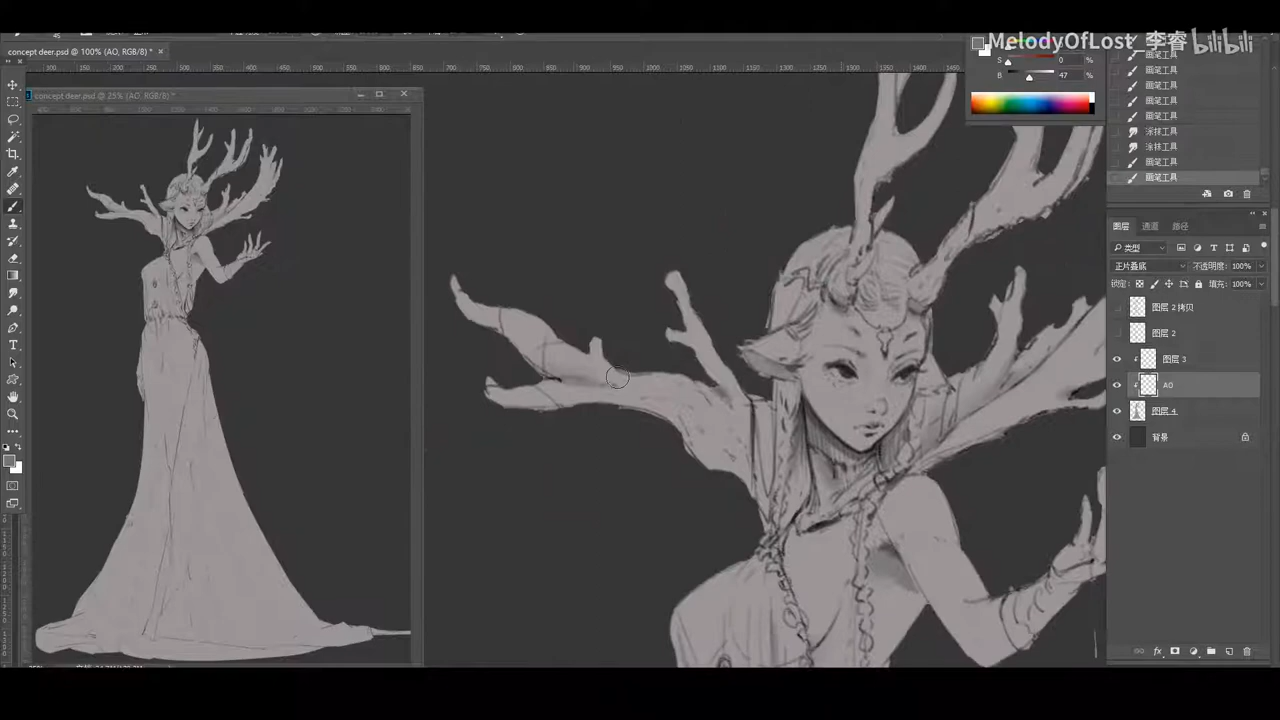 MelodyOfLost 李睿 bilibili
concept deer.psd @ 100% (AO, RGB/8) *
concept deer.psd @ 25% (AO, RGB/8) *
S 0 %
B 47 %
画笔工具
画笔工具
画笔工具
画笔工具
画笔工具
涂抹工具
涂抹工具
画笔工具
画笔工具
图层 通道 路径
类型
正片叠底 不透明度: 100%
锁定: 填充: 100%
图层 2 拷贝
图层 2
图层 3
AO
图层 4
背景